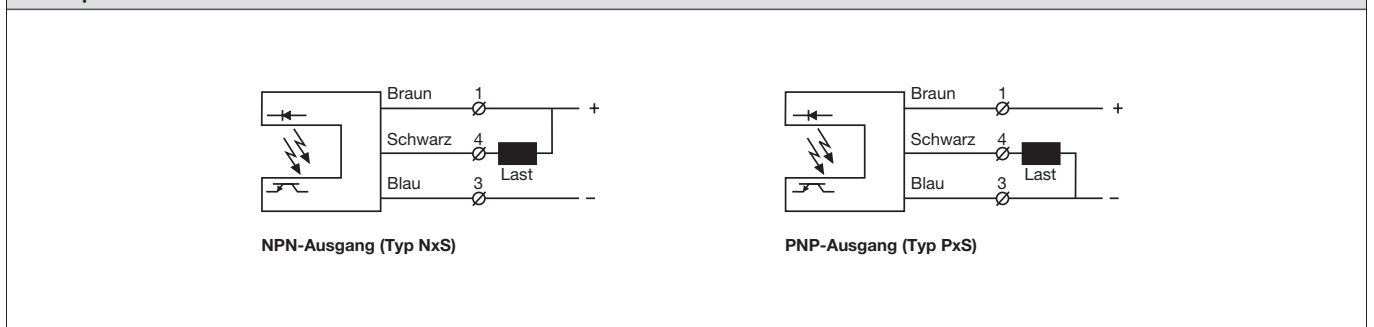 Braun 1
+
Schwarz 4
Last
Blau 3
–
NPN-Ausgang (Typ NxS)
Braun 1
+
Schwarz 4
Last
Blau 3
–
PNP-Ausgang (Typ PxS)